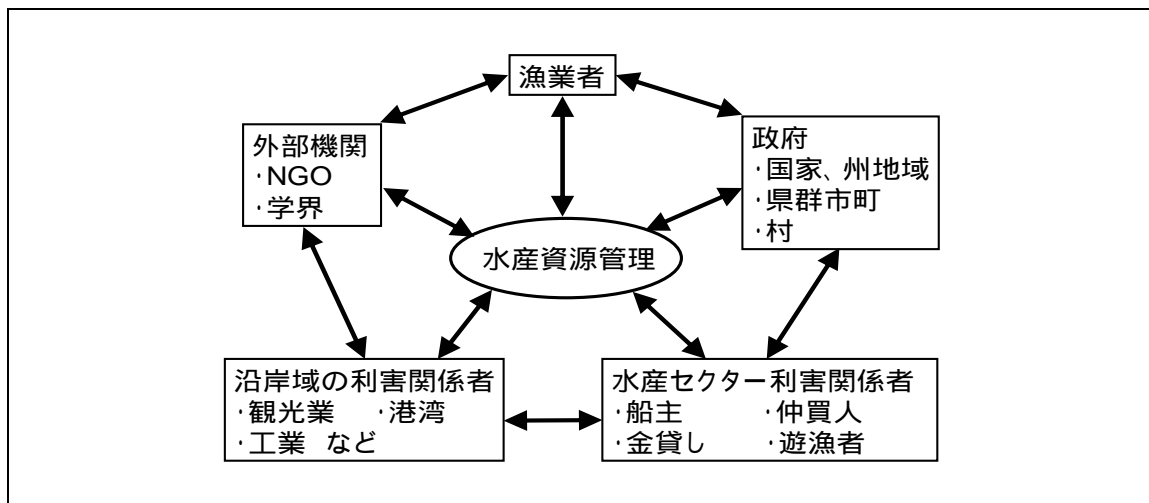 漁業者
外部機関
・NGO
・学界
政府
・国家、州地域
・県群市町
・村
水産資源管理
沿岸域の利害関係者
・観光業　・港湾
・工業 など
水産セクター利害関係者
・船主　・仲買人
・金貸し　・遊漁者